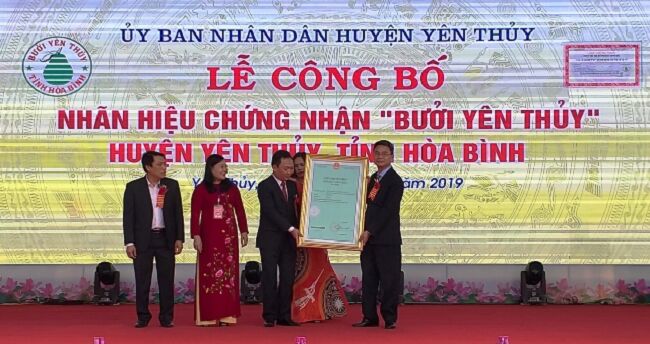 BƯỞI YÊN THỦY
TỈNH HÒA BÌNH
ỦY BAN NHÂN DÂN HUYỆN YÊN THỦY
LỄ CÔNG BỐ
NHÃN HIỆU CHỨNG NHẬN "BƯỞI YÊN THỦY"
HUYỆN YÊN THỦY, TỈNH HÒA BÌNH
ủy, năm 2019